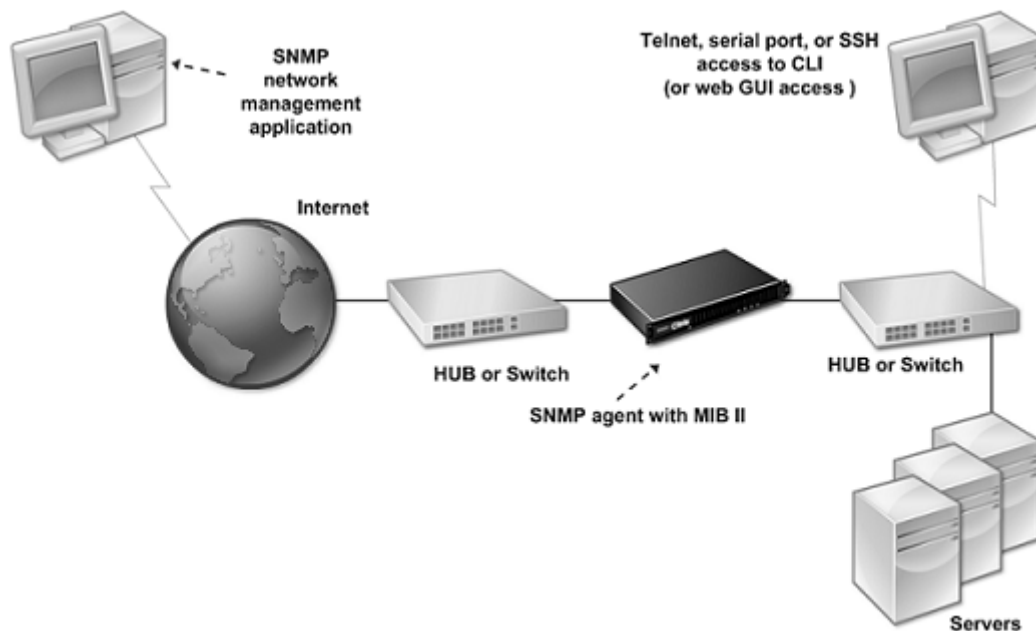 SNMP
network
management
application
Telnet, serial port, or SSH
access to CLI
(or web GUI access )
Internet
HUB or Switch
HUB or Switch
SNMP agent with MIB II
Servers